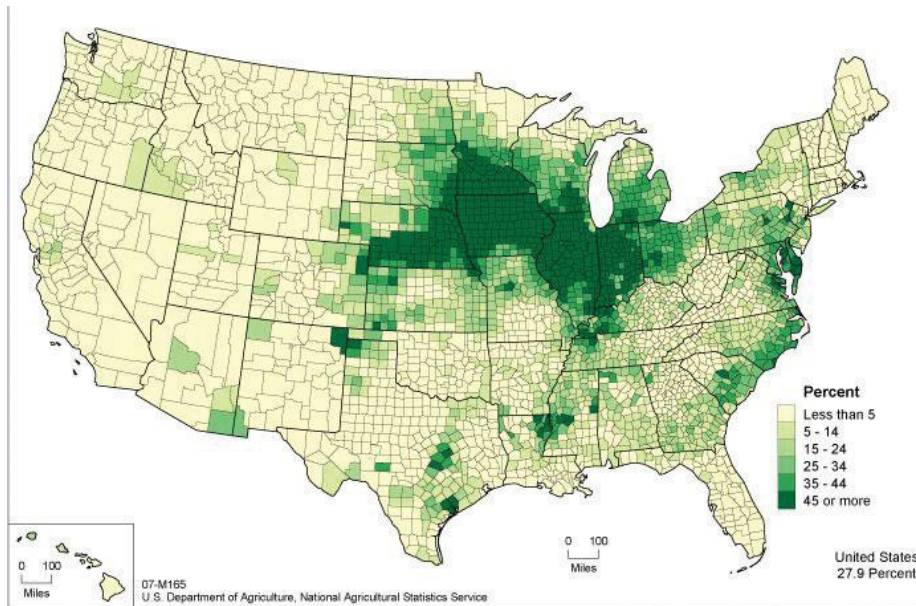 Percent
Less than 5
5 - 14
15 - 24
25 - 34
35 - 44
45 or more
0 100
Miles
0 100
Miles
07-M165
U.S. Department of Agriculture, National Agricultural Statistics Service
United States
27.9 Percent